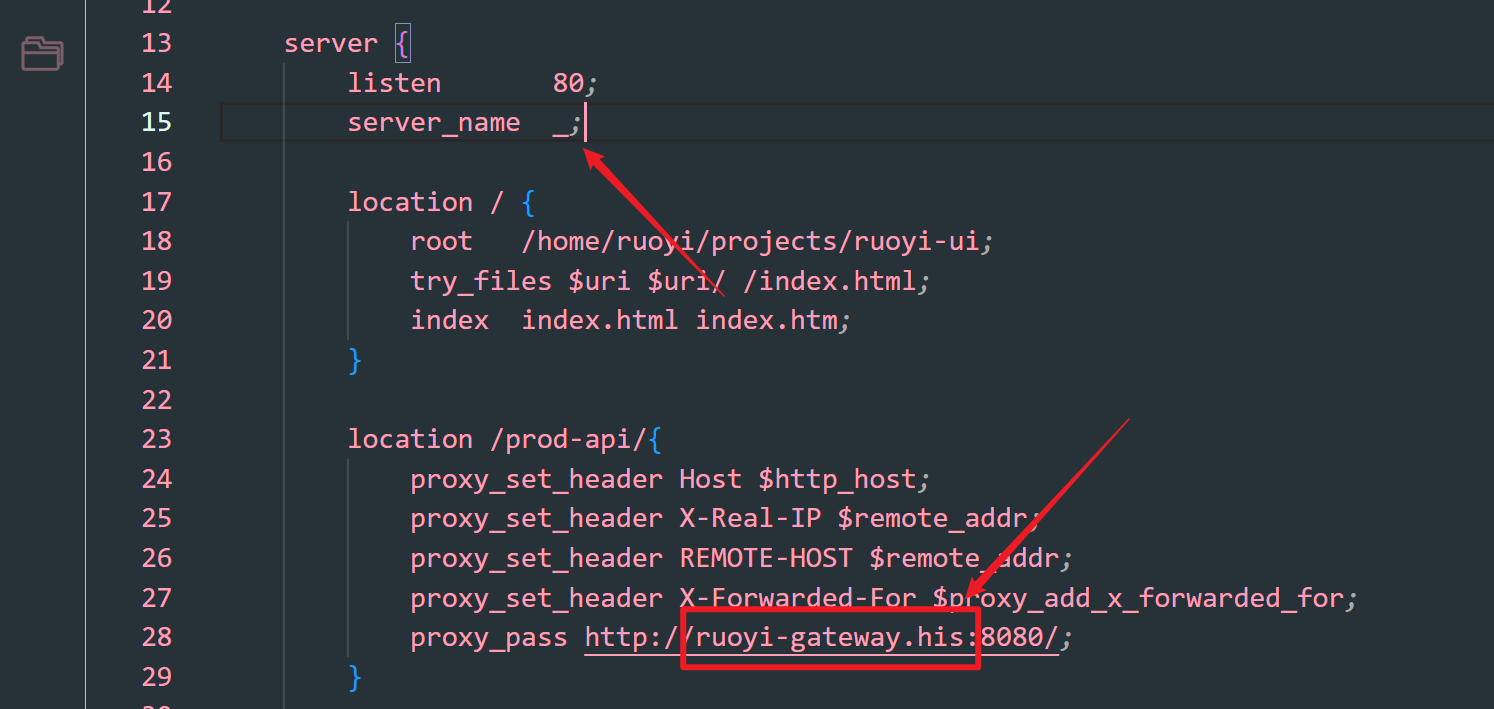 12
13 server {
14 listen 80;
15 server_name _;
16
17 location / {
18 root /home/ruoyi/projects/ruoyi-ui;
19 try_files $uri $uri/ /index.html;
20 index index.html index.htm;
21 }
22
23 location /prod-api/{
24 proxy_set_header Host $http_host;
25 proxy_set_header X-Real-IP $remote_addr;
26 proxy_set_header REMOTE-HOST $remote_addr;
27 proxy_set_header X-Forwarded-For $proxy_add_x_forwarded_for;
28 proxy_pass http://ruoyi-gateway.his:8080/;
29 }